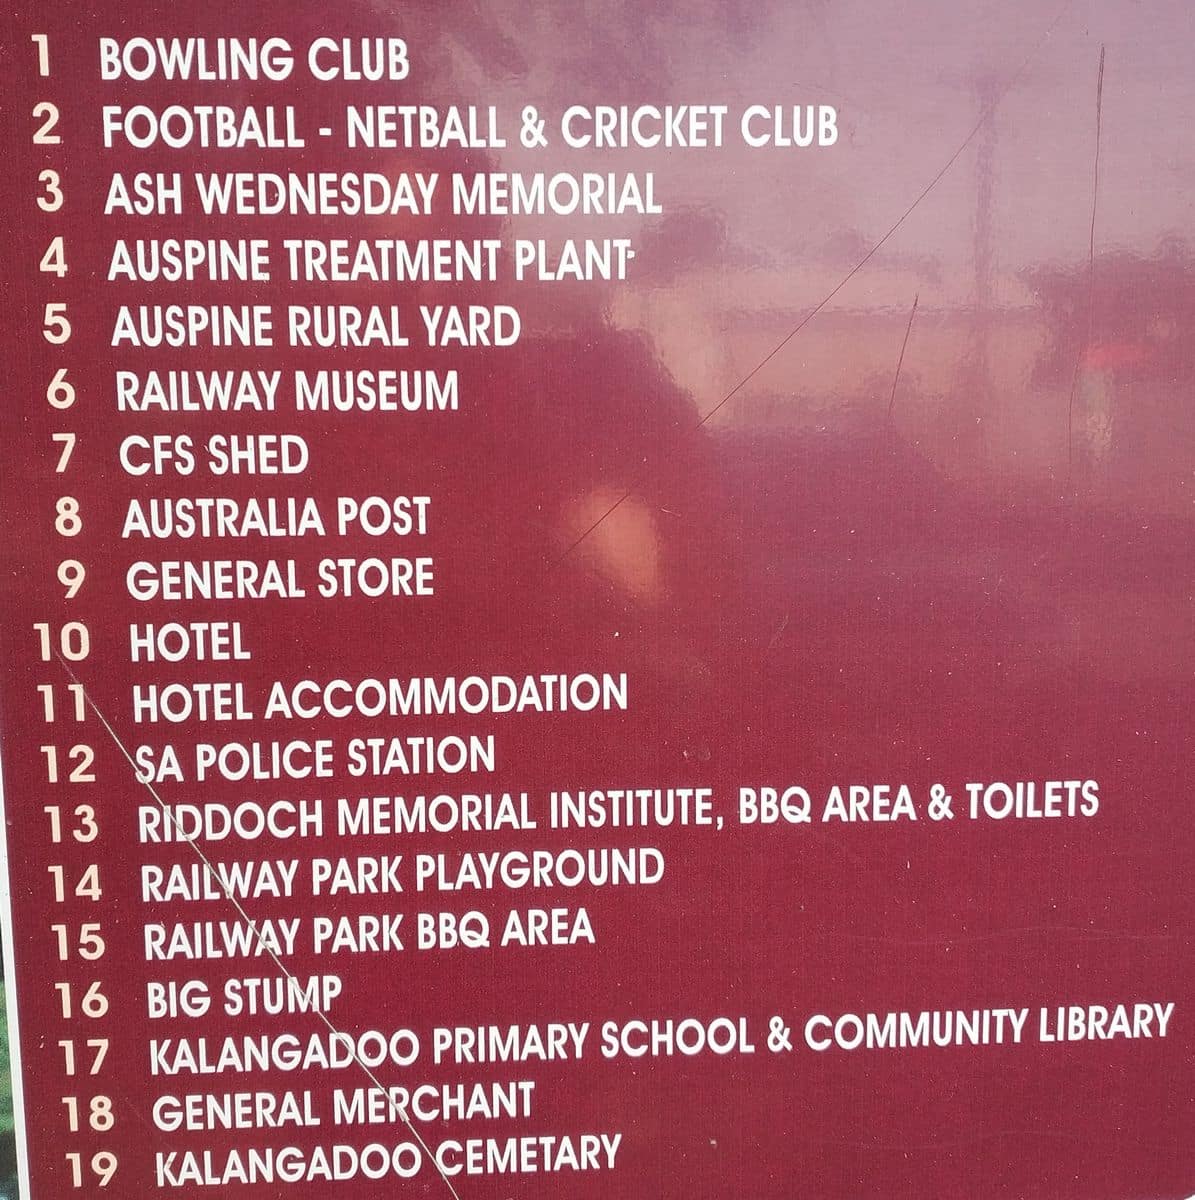 1 BOWLING CLUB
2 FOOTBALL - NETBALL & CRICKET CLUB
3 ASH WEDNESDAY MEMORIAL
4 AUSPINE TREATMENT PLANT
5 AUSPINE RURAL YARD
6 RAILWAY MUSEUM
7 CFS SHED
8 AUSTRALIA POST
9 GENERAL STORE
10 HOTEL
11 HOTEL ACCOMMODATION
12 SA POLICE STATION
13 RIDDOCH MEMORIAL INSTITUTE, BBQ AREA & TOILETS
14 RAILWAY PARK PLAYGROUND
15 RAILWAY PARK BBQ AREA
16 BIG STUMP
17 KALANGADOO PRIMARY SCHOOL & COMMUNITY LIBRARY
18 GENERAL MERCHANT
19 KALANGADOO CEMETARY